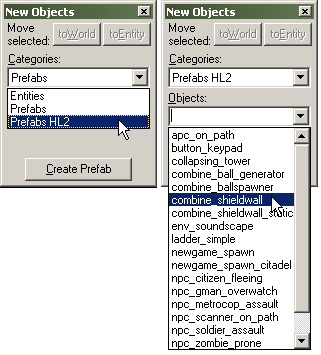 New Objects
Move
selected:
toWorld
toEntity
Categories:
Prefabs
Entities
Prefabs
Prefabs HL2
Create Prefab
New Objects
Move
selected:
toWorld
toEntity
Categories:
Prefabs HL2
Objects:
apc_on_path
button_keypad
collapsing_tower
combine_ball_generator
combine_ballspawner
combine_shieldwall
combine_shieldwall_static
env_soundscape
ladder_simple
newgame_spawn
newgame_spawn_citadel
npc_citizen_fleeing
npc_gman_overwatch
npc_metrocop_assault
npc_scanner_on_path
npc_soldier_assault
npc_zombie_prone